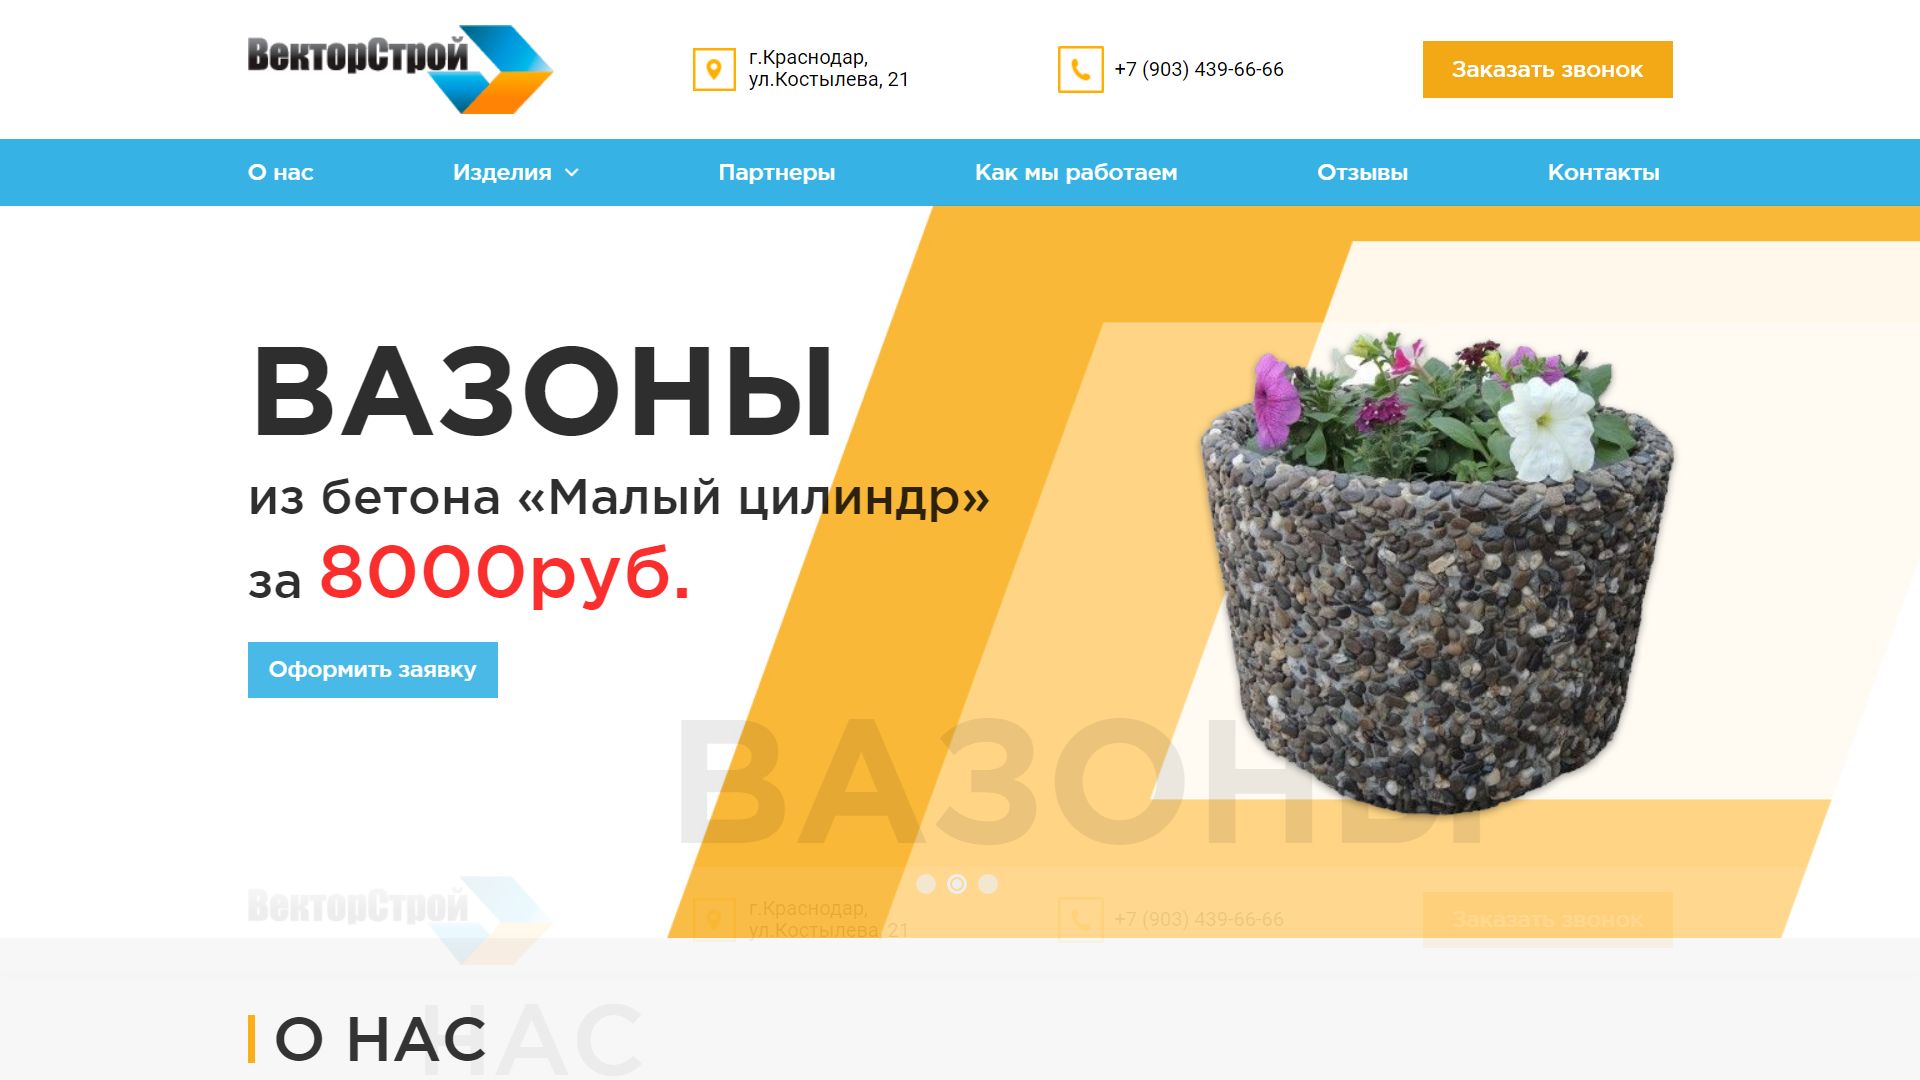 ВекторСтрой
г.Краснодар,
ул.Костылева, 21
+7 (903) 439-66-66
Заказать звонок
О нас
Изделия
Партнеры
Как мы работаем
Отзывы
Контакты
ВАЗОНЫ
из бетона «Малый цилиндр»
за 8000руб.
Оформить заявку
ВАЗОНЫ
ВекторСтрой
г.Краснодар,
ул.Костылева, 21
+7 (903) 439-66-66
Заказать звонок
О НАС
НАС